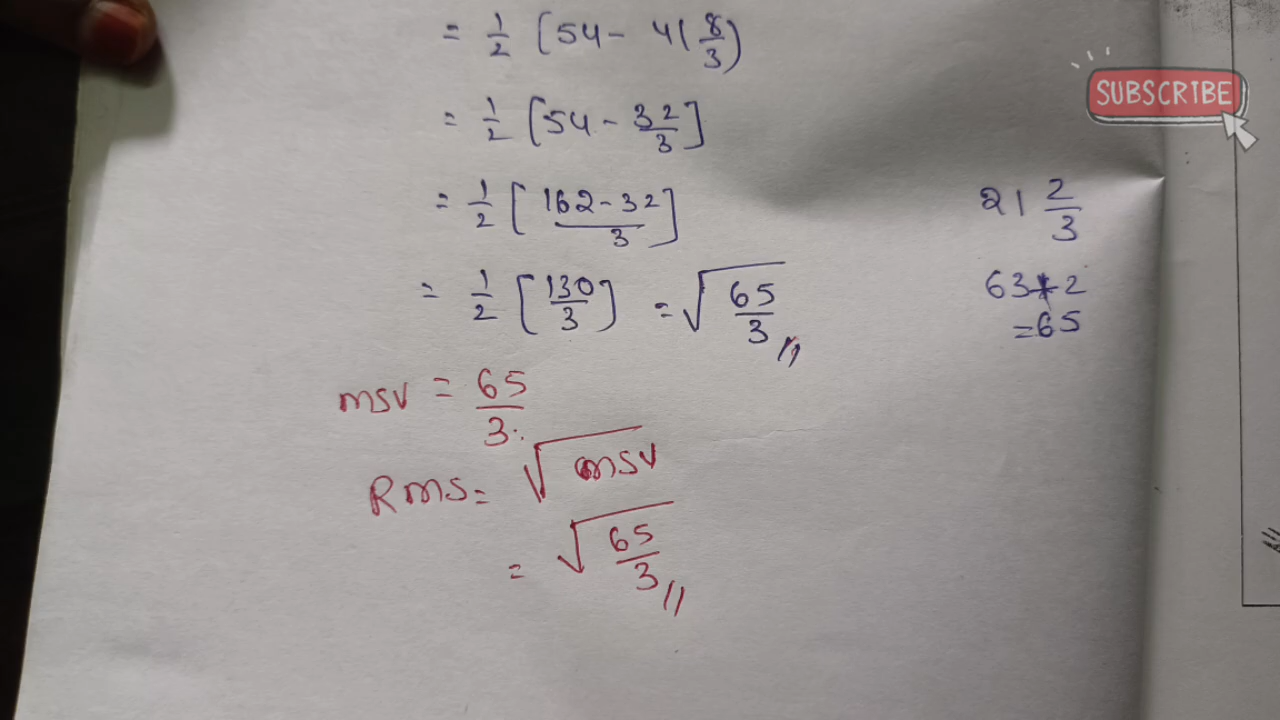 = 1/2 [54 - 4(8/3)
= 1/2 [54 - 32/3]
= 1/2 [162-32/3]
= 1/2 [130/3] = √65/3 //
21 2/3
63+2
=65
msv = 65/3.
Rms = √msv
= √65/3 //
SUBSCRIBE